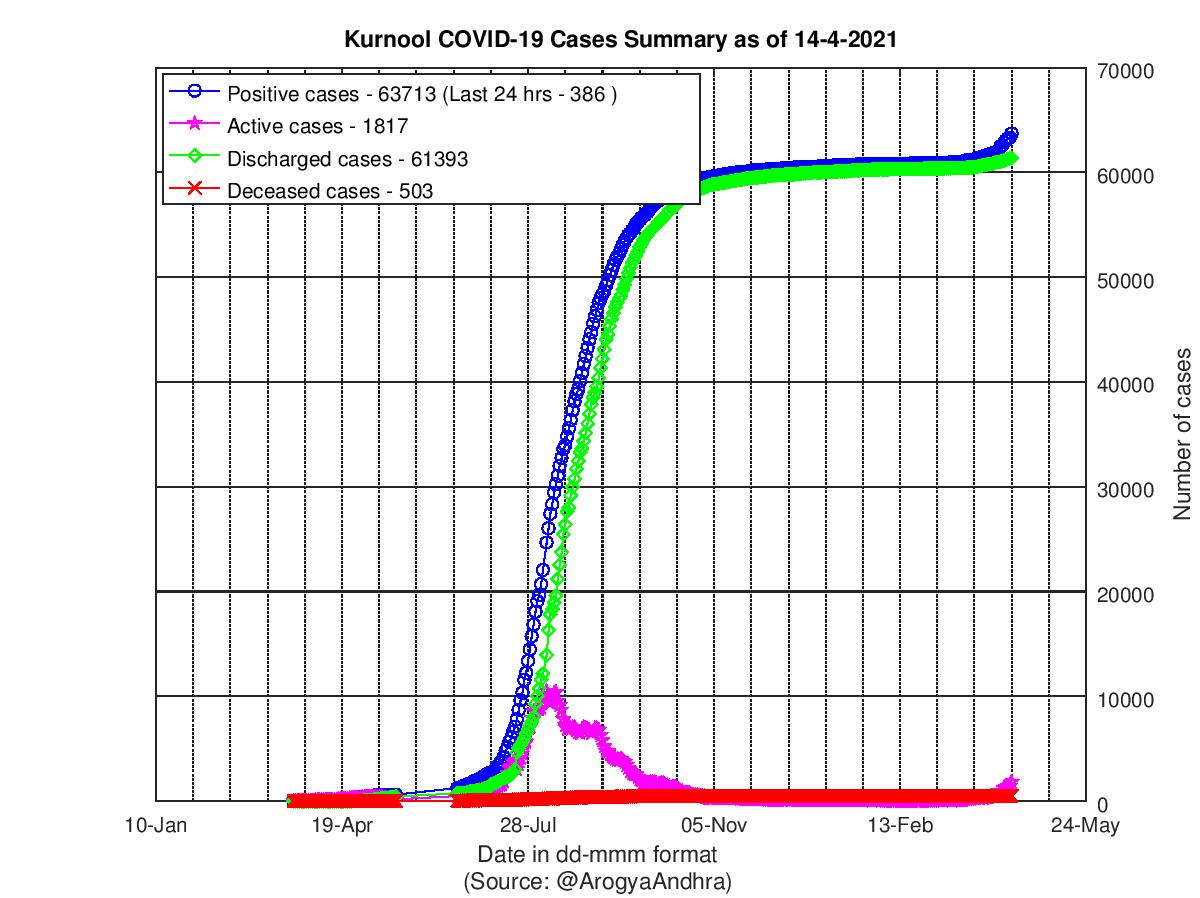 Kurnool COVID-19 Cases Summary as of 14-4-2021
Positive cases - 63713 (Last 24 hrs - 386 )
Active cases - 1817
Discharged cases - 61393
Deceased cases - 503
70000
60000
50000
40000
30000
20000
10000
0
Number of cases
10-Jan 19-Apr 28-Jul 05-Nov 13-Feb 24-May
Date in dd-mmm format
(Source: @ArogyaAndhra)